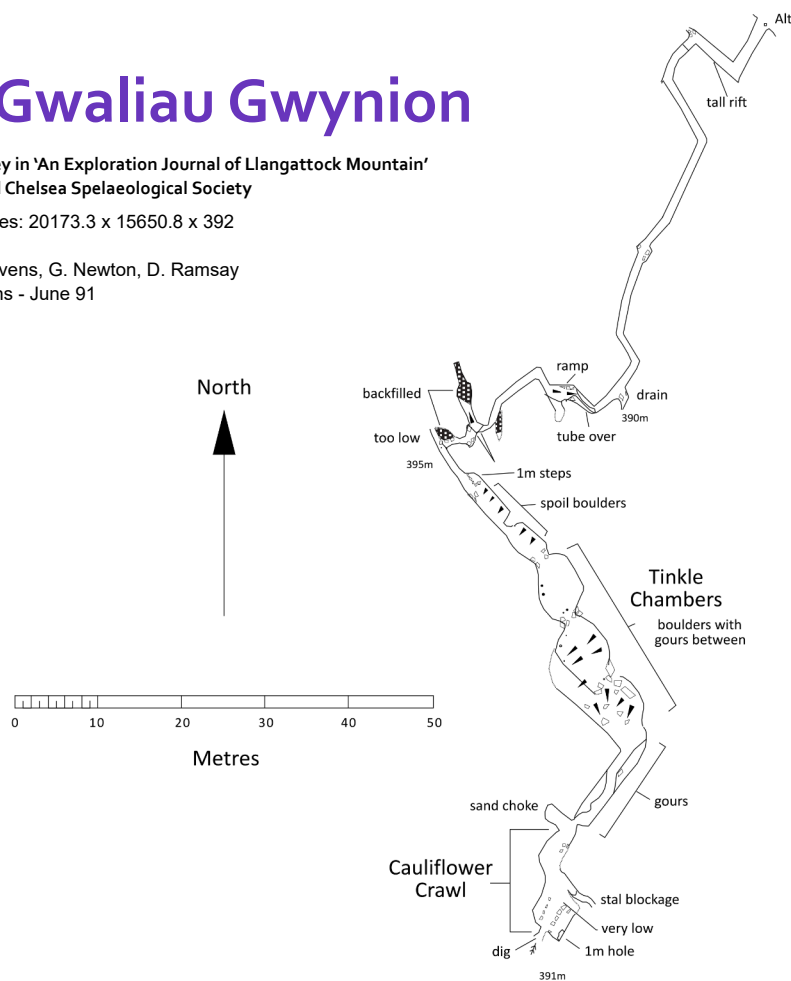 Gwaliau Gwynion
ey in ‘An Exploration Journal of Llangattock Mountain’
Chelsea Spelaeological Society
es: 20173.3 x 15650.8 x 392
vens, G. Newton, D. Ramsay
ns - June 91
Alt
tall rift
North
ramp
backfilled
drain
390m
too low
tube over
395m
1m steps
spoil boulders
Tinkle
Chambers
boulders with
gours between
0 10 20 30 40 50
Metres
gours
sand choke
Cauliflower
Crawl
stal blockage
very low
dig
1m hole
391m